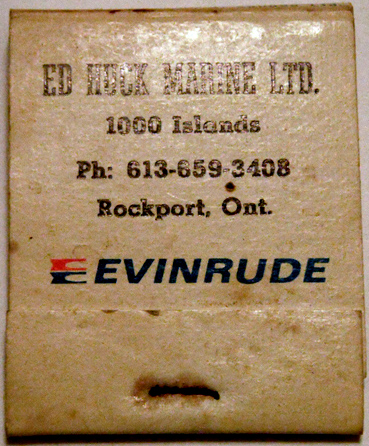 ED HUCK MARINE LTD.
1000 Islands
Ph: 613-659-3408
Rockport, Ont.
EVINRUDE